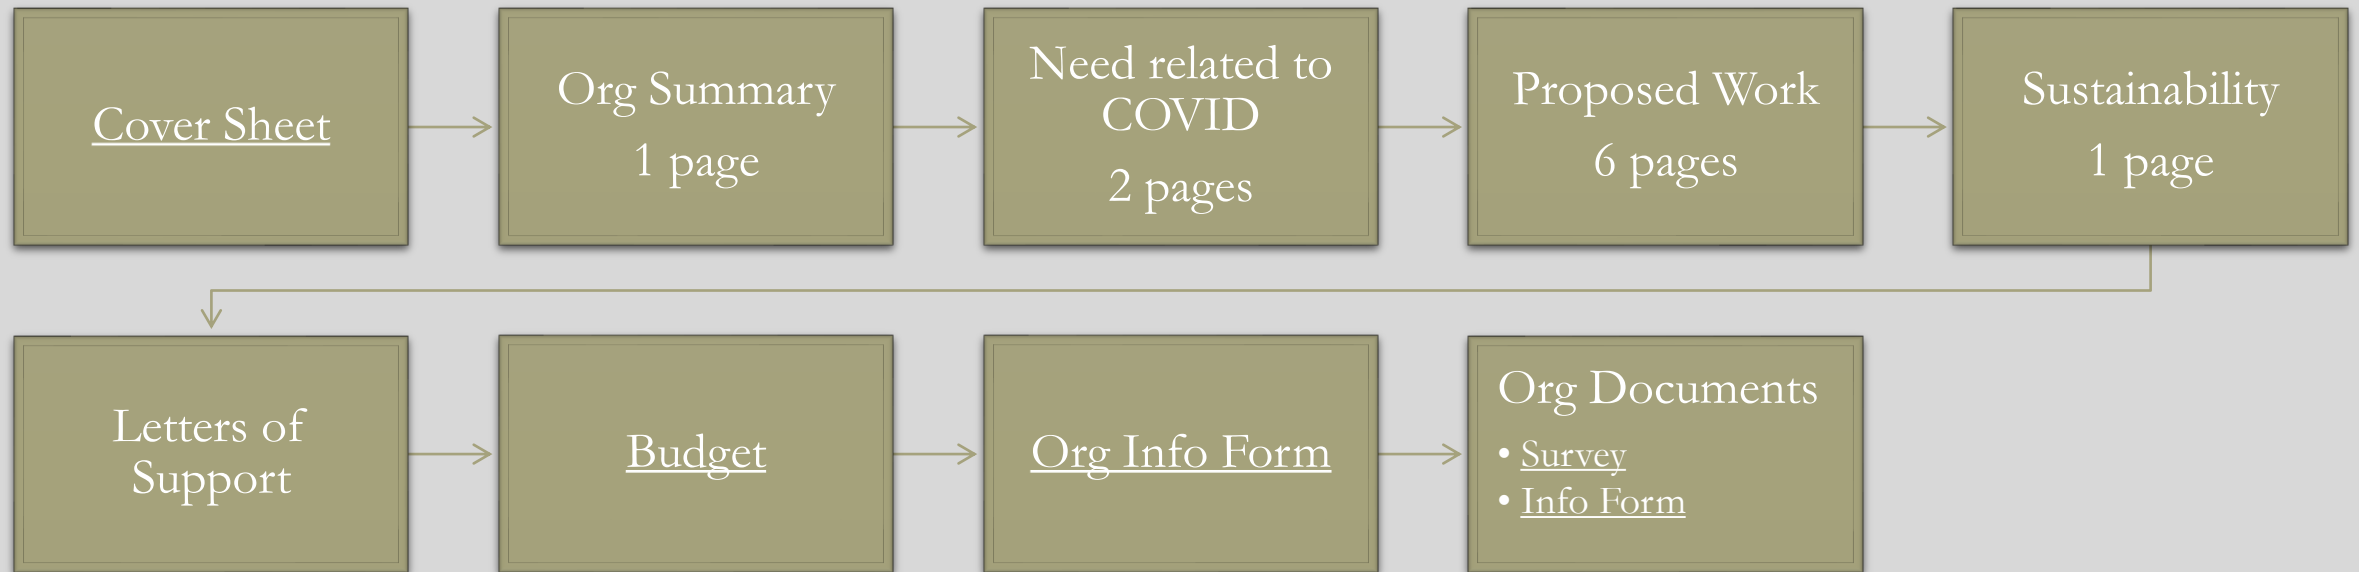 Cover Sheet
Org Summary
1 page
Need related to
COVID
2 pages
Proposed Work
6 pages
Sustainability
1 page
Letters of
Support
Budget
Org Info Form
Org Documents
• Survey
• Info Form